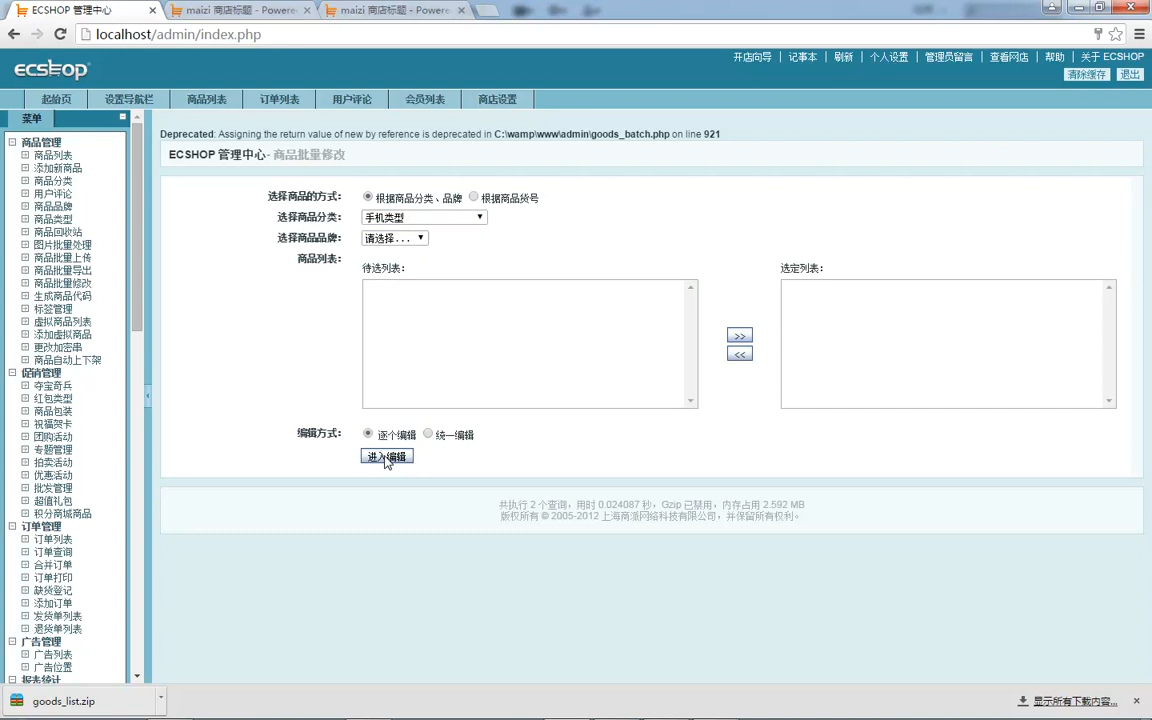 ECSHOP 管理中心
maizi 商店标题 - Powere
maizi 商店标题 - Powere
localhost/admin/index.php
ecshop
开店向导 | 记事本 | 刷新 | 个人设置 | 管理员留言 | 查看网店 | 帮助 | 关于 ECSHOP
清除缓存 退出
起始页 设置导航栏 商品列表 订单列表 用户评论 会员列表 商店设置
菜单
商品管理
商品列表
添加新商品
商品分类
用户评论
商品品牌
商品类型
商品回收站
图片批量处理
商品批量上传
商品批量导出
商品批量修改
生成商品代码
标签管理
虚拟商品列表
添加虚拟商品
更改加密串
商品自动上下架
促销管理
夺宝奇兵
红包类型
商品包装
祝福贺卡
团购活动
专题管理
拍卖活动
优惠活动
批发管理
超值礼包
积分商城商品
订单管理
订单列表
订单查询
合并订单
订单打印
缺货登记
添加订单
发货单列表
退货单列表
广告管理
广告列表
广告位置
报表统计
Deprecated: Assigning the return value of new by reference is deprecated in C:\wamp\www\admin\goods_batch.php on line 921
ECSHOP 管理中心 - 商品批量修改
选择商品的方式: 根据商品分类、品牌 根据商品货号
选择商品分类: 手机类型
选择商品品牌: 请选择...
商品列表:
待选列表: 选定列表:
>>
<<
编辑方式: 逐个编辑 统一编辑
进入编辑
共执行 2 个查询，用时 0.024087 秒，Gzip 已禁用，内存占用 2.592 MB
版权所有 © 2005-2012 上海商派网络科技有限公司，并保留所有权利。
goods_list.zip
显示所有下载内容...